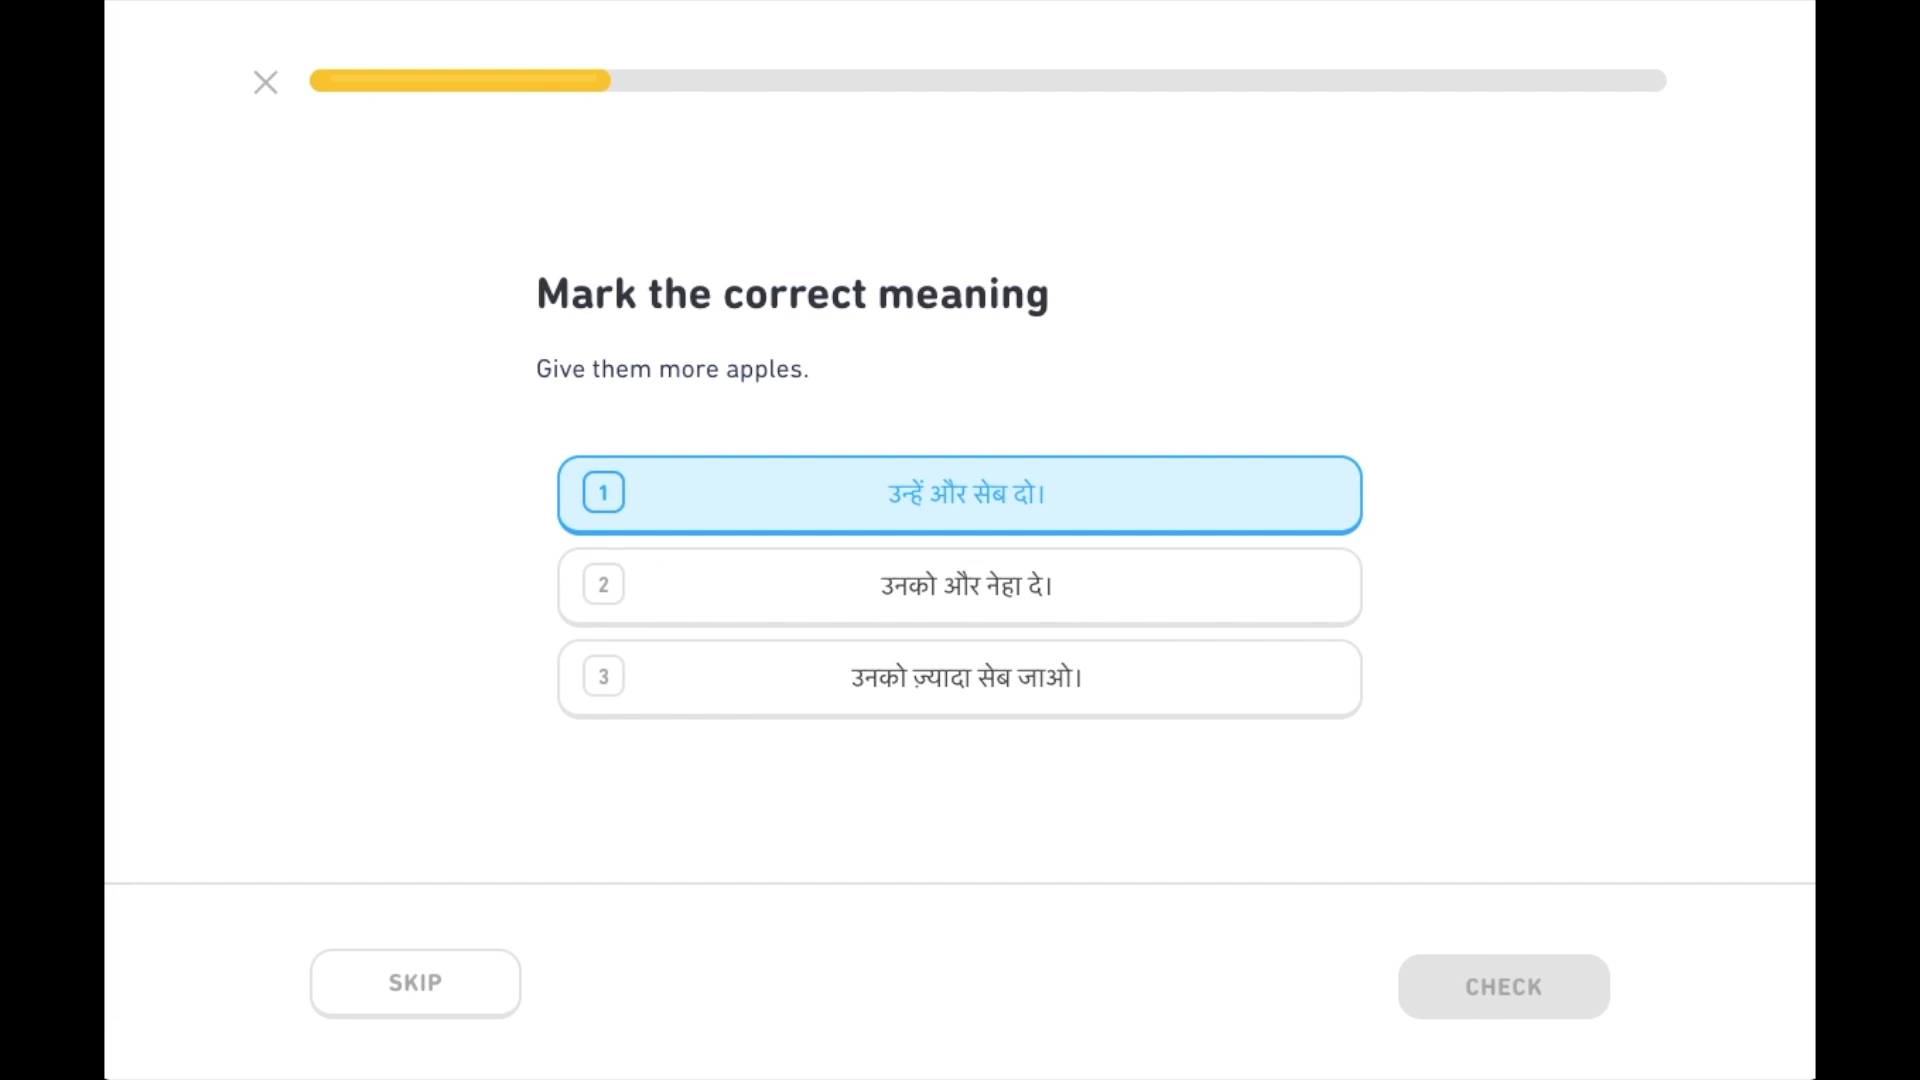 Mark the correct meaning
Give them more apples.
1 उन्हें और सेब दो।
2 उनको और नेहा दे।
3 उनको ज़्यादा सेब जाओ।
SKIP
CHECK